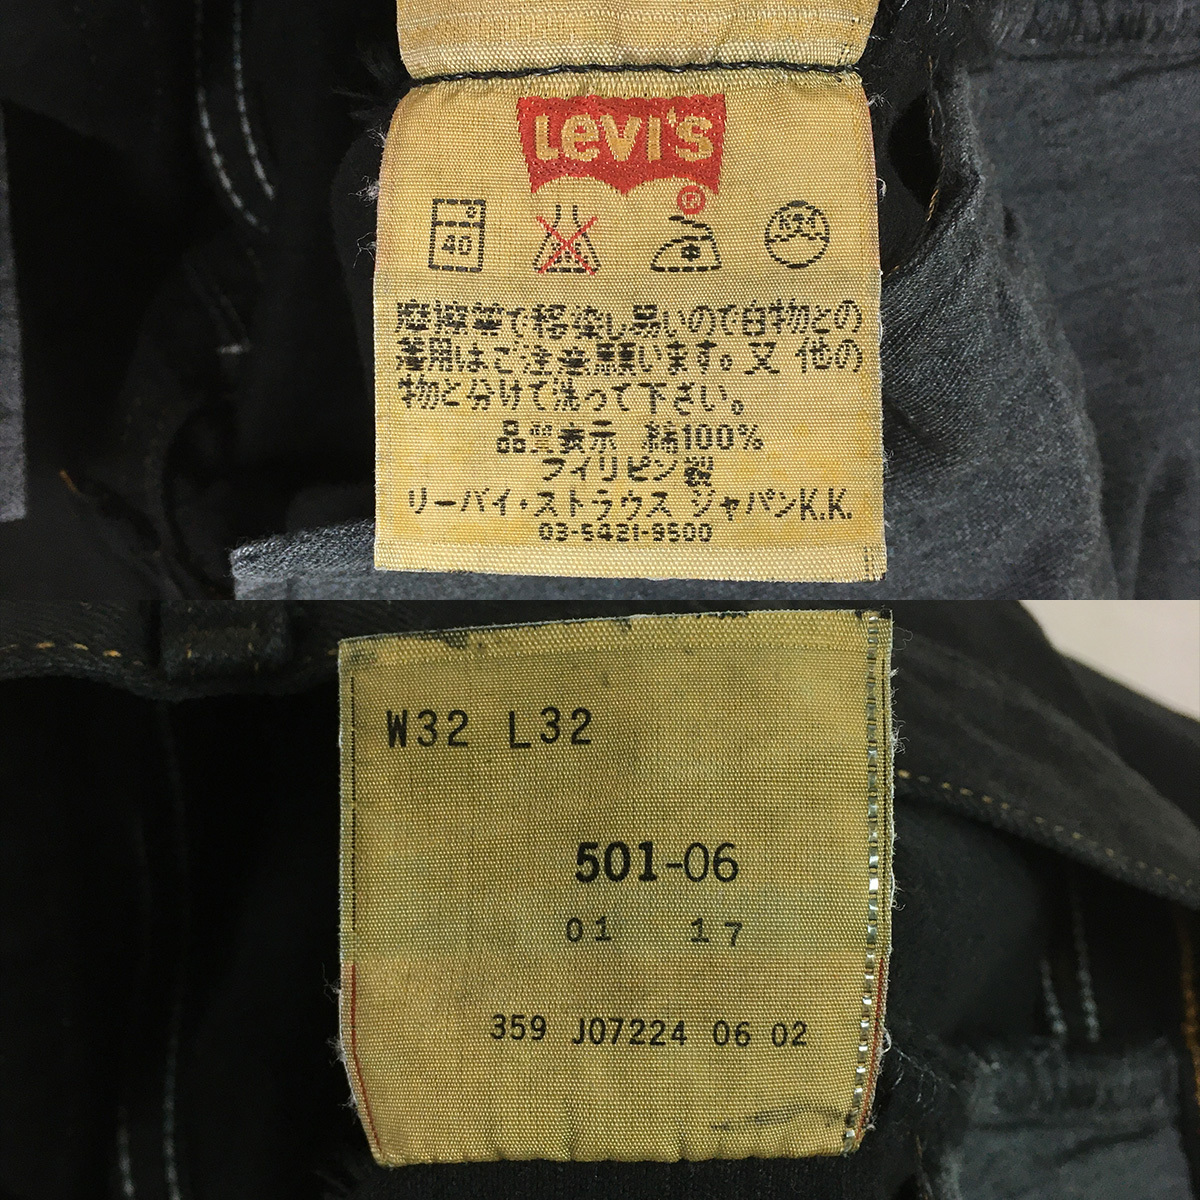 Levi's
®
40
で移染し易いので白物との
着用はご注意願います。又 他の
物と分けて洗って下さい。
品質表示 綿100%
フィリピン製
リーバイ・ストラウス ジャパンK.K.
03-5421-9500
W32 L32
501-06
01 17
359 J07224 06 02